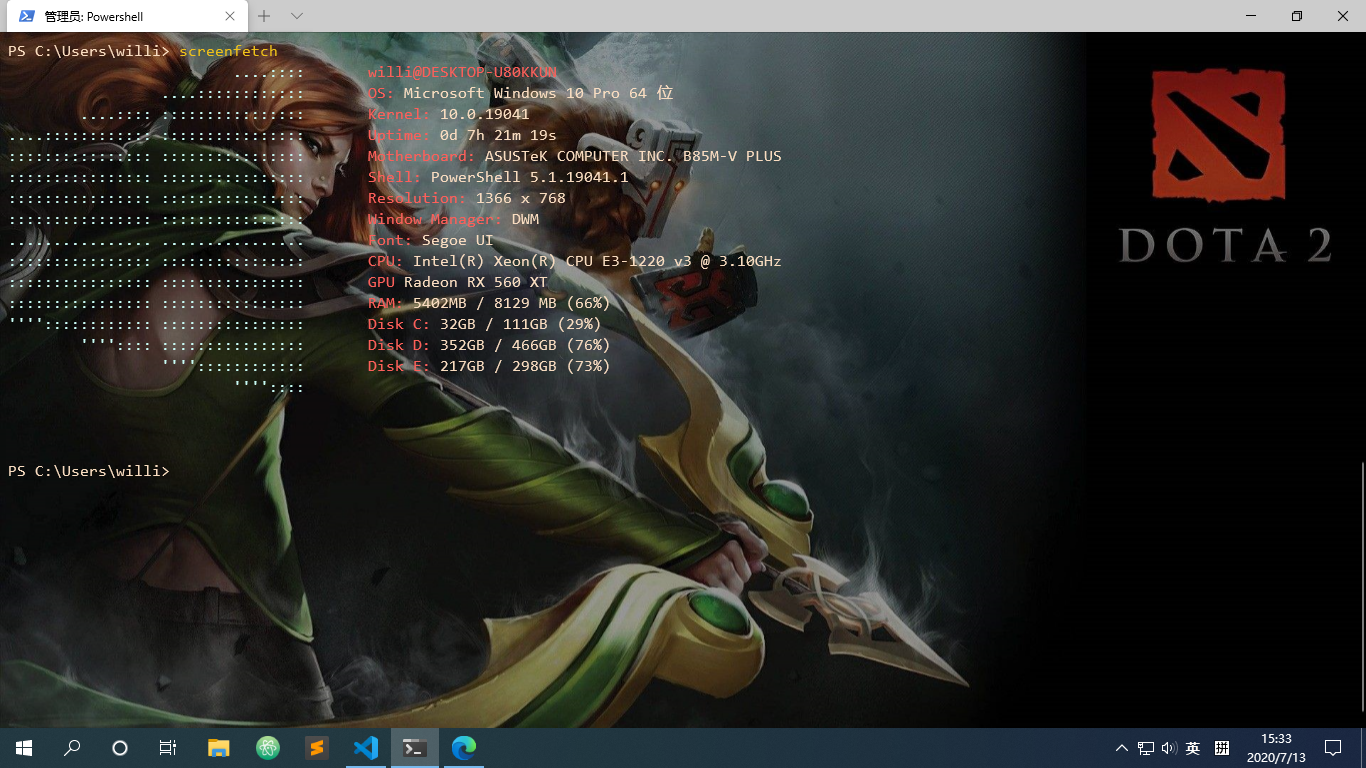 管理员: Powershell
PS C:\Users\willi> screenfetch
willi@DESKTOP-U80KKUN
OS: Microsoft Windows 10 Pro 64 位
Kernel: 10.0.19041
Uptime: 0d 7h 21m 19s
Motherboard: ASUSTeK COMPUTER INC. B85M-V PLUS
Shell: PowerShell 5.1.19041.1
Resolution: 1366 x 768
Window Manager: DWM
Font: Segoe UI
CPU: Intel(R) Xeon(R) CPU E3-1220 v3 @ 3.10GHz
GPU Radeon RX 560 XT
RAM: 5402MB / 8129 MB (66%)
Disk C: 32GB / 111GB (29%)
Disk D: 352GB / 466GB (76%)
Disk E: 217GB / 298GB (73%)
PS C:\Users\willi>
DOTA 2
英
拼
15:33
2020/7/13